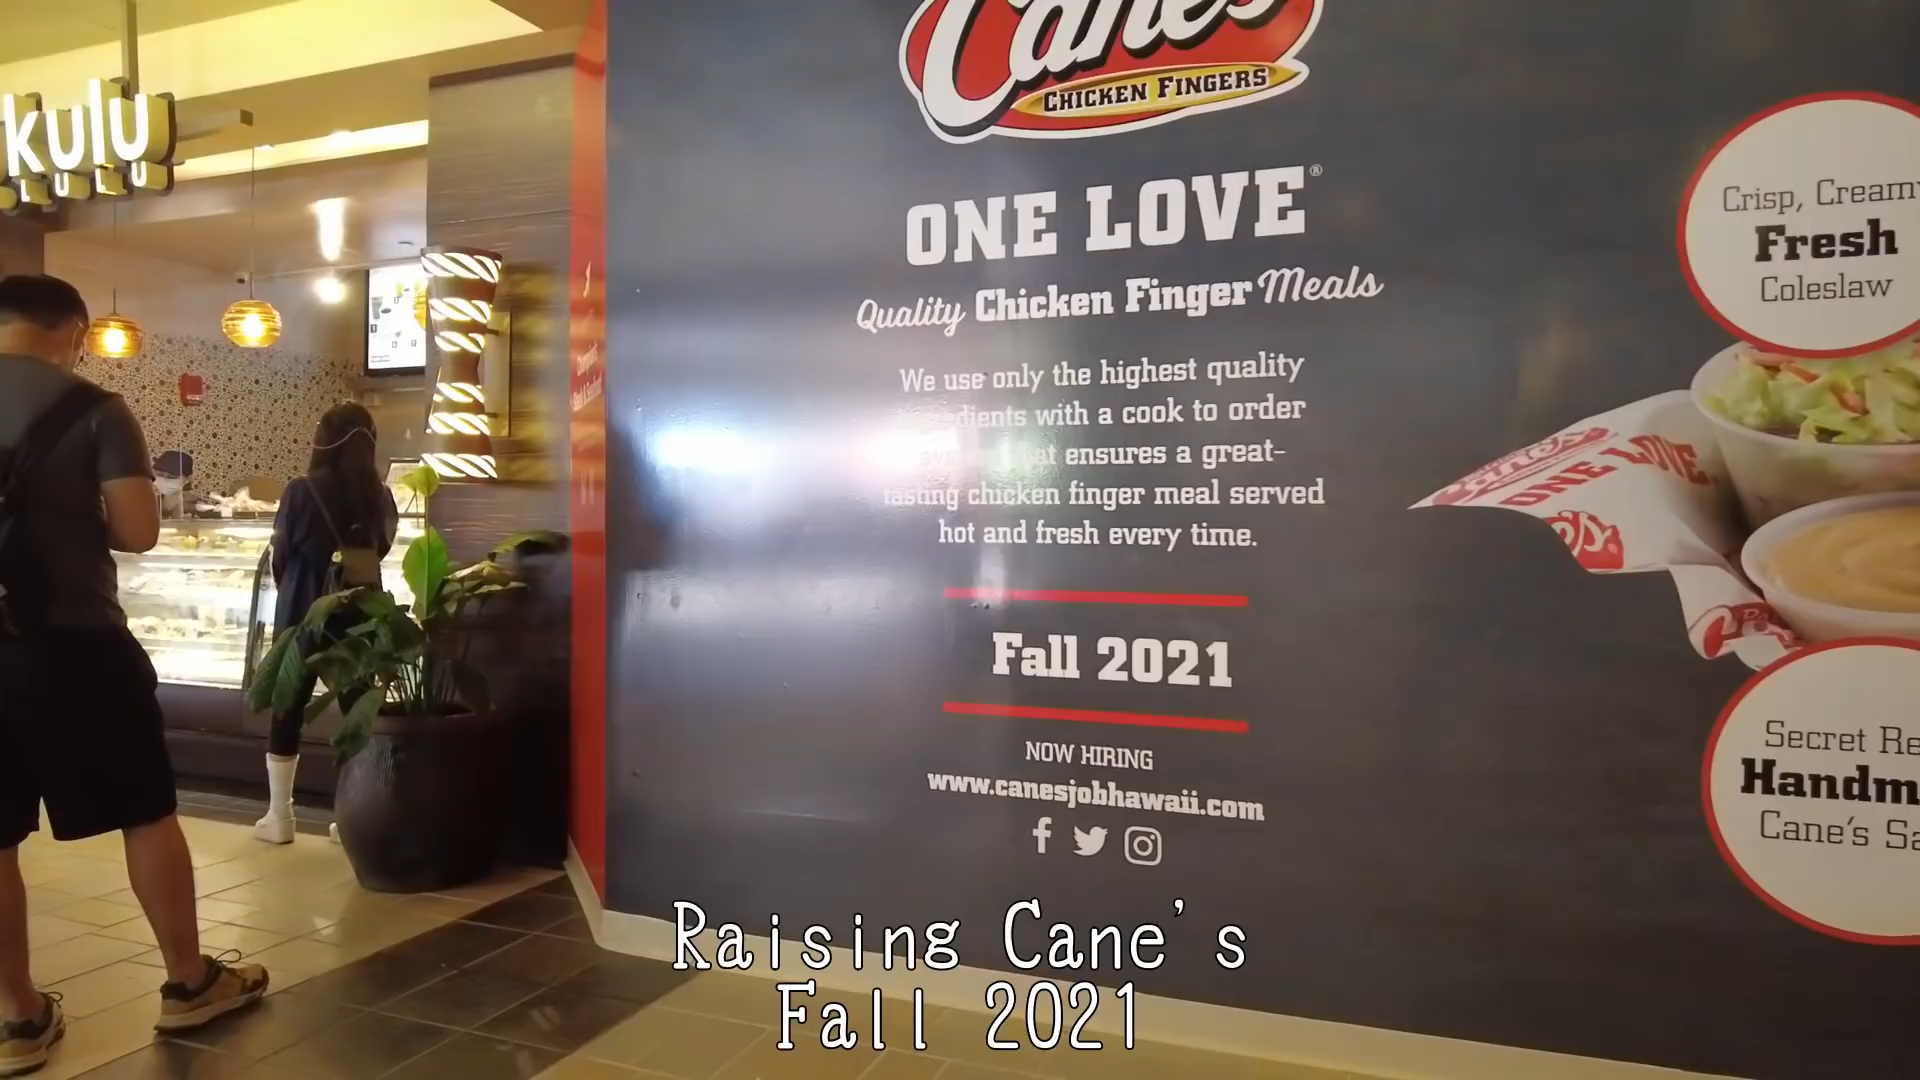 kulu
LULU
Cane's
CHICKEN FINGERS
ONE LOVE®
Quality Chicken Finger Meals
We use only the highest quality
with a cook to order
ensures a great-
tasting chicken finger meal served
hot and fresh every time.
Fall 2021
NOW HIRING
www.canesjobhawaii.com
Crisp, Creamy
Fresh
Coleslaw
ONE LOVE
Secret Re
Handm
Cane's Sa
Raising Cane's
Fall 2021